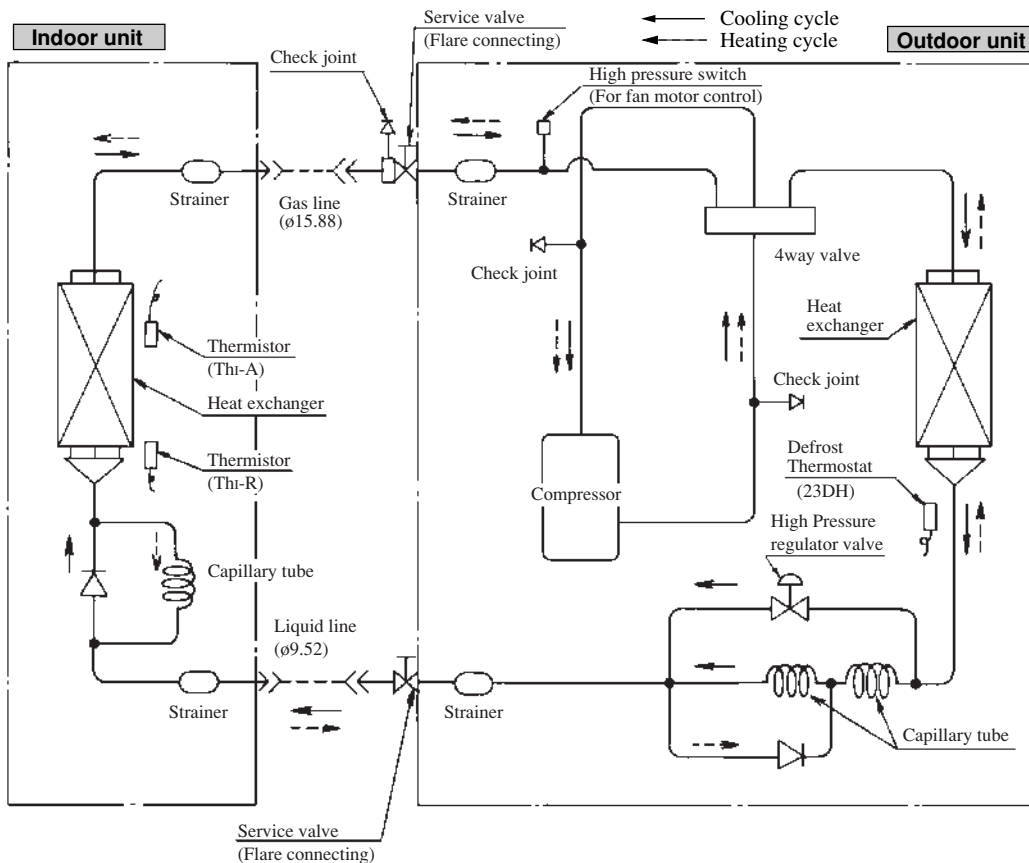 Indoor unit
Service valve
(Flare connecting)
Check joint
Cooling cycle
Heating cycle
Outdoor unit
High pressure switch
(For fan motor control)
Strainer
Gas line
(ø15.88)
Strainer
Check joint
4way valve
Heat
exchanger
Thermistor
(ThI-A)
Heat exchanger
Thermistor
(ThI-R)
Check joint
Compressor
Defrost
Thermostat
(23DH)
High Pressure
regulator valve
Capillary tube
Liquid line
(ø9.52)
Strainer
Strainer
Capillary tube
Service valve
(Flare connecting)